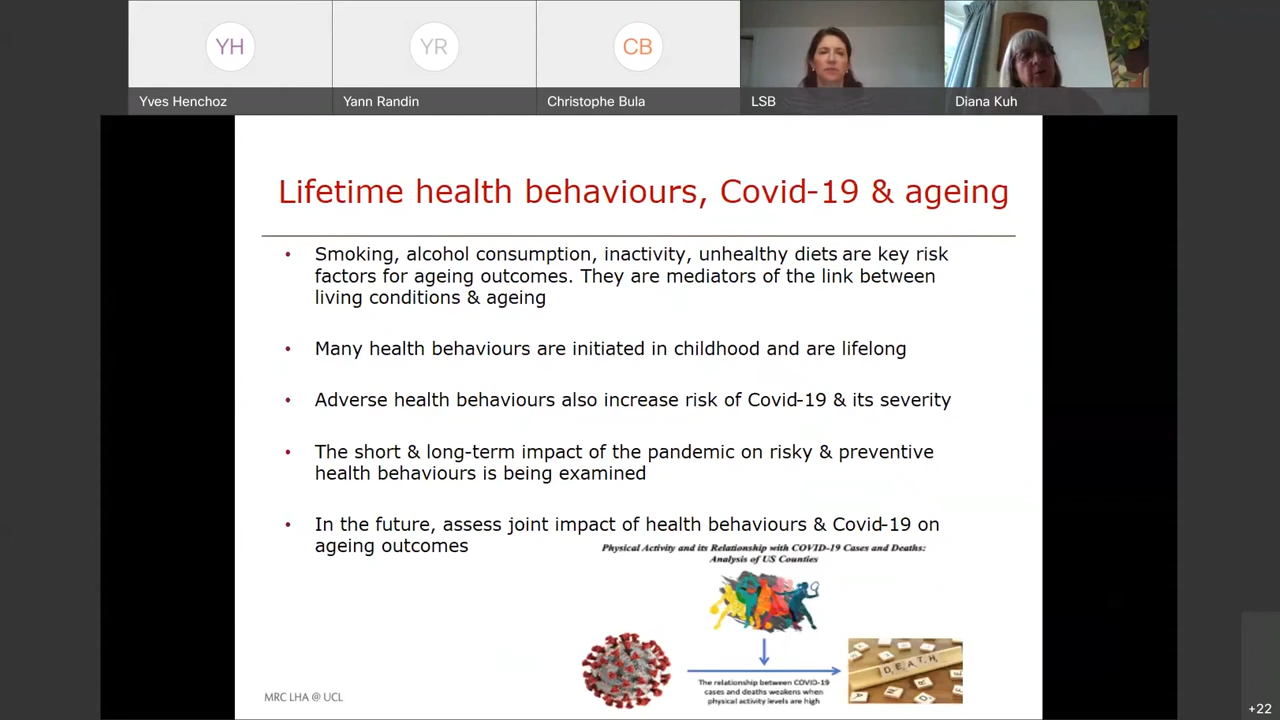 YH
YR
CB
Yves Henchoz
Yann Randin
Christophe Bula
LSB
Diana Kuh
Lifetime health behaviours, Covid-19 & ageing
• Smoking, alcohol consumption, inactivity, unhealthy diets are key risk
factors for ageing outcomes. They are mediators of the link between
living conditions & ageing
• Many health behaviours are initiated in childhood and are lifelong
• Adverse health behaviours also increase risk of Covid-19 & its severity
• The short & long-term impact of the pandemic on risky & preventive
health behaviours is being examined
• In the future, assess joint impact of health behaviours & Covid-19 on
ageing outcomes
Physical Activity and its Relationship with COVID-19 Cases and Deaths:
Analysis of US Counties
The relationship between COVID-19
cases and deaths weakens when
physical activity levels are high
DEATH
MRC LHA @ UCL
+22